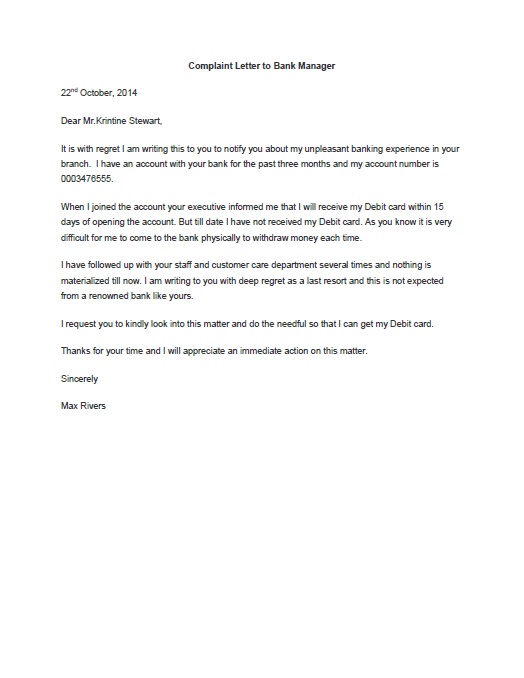 Complaint Letter to Bank Manager
22nd October, 2014
Dear Mr.Krintine Stewart,
It is with regret I am writing this to you to notify you about my unpleasant banking experience in your
branch.  I have an account with your bank for the past three months and my account number is
0003476555.
When I joined the account your executive informed me that I will receive my Debit card within 15
days of opening the account. But till date I have not received my Debit card. As you know it is very
difficult for me to come to the bank physically to withdraw money each time.
I have followed up with your staff and customer care department several times and nothing is
materialized till now. I am writing to you with deep regret as a last resort and this is not expected
from a renowned bank like yours.
I request you to kindly look into this matter and do the needful so that I can get my Debit card.
Thanks for your time and I will appreciate an immediate action on this matter.
Sincerely
Max Rivers